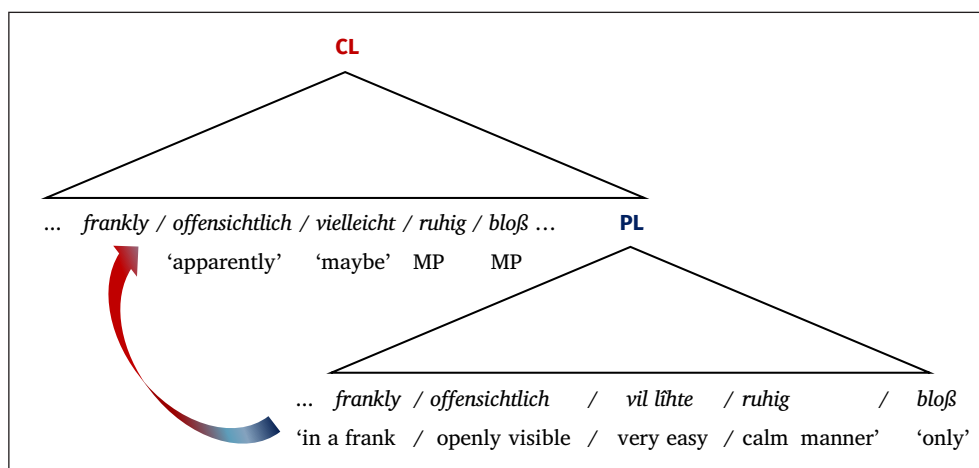 CL
... frankly / offensichtlich / vielleicht / ruhig / bloß ... PL
‘apparently’ ‘maybe’ MP MP
... frankly / offensichtlich / vil lîhte / ruhig / bloß
‘in a frank / openly visible / very easy / calm manner’ ‘only’